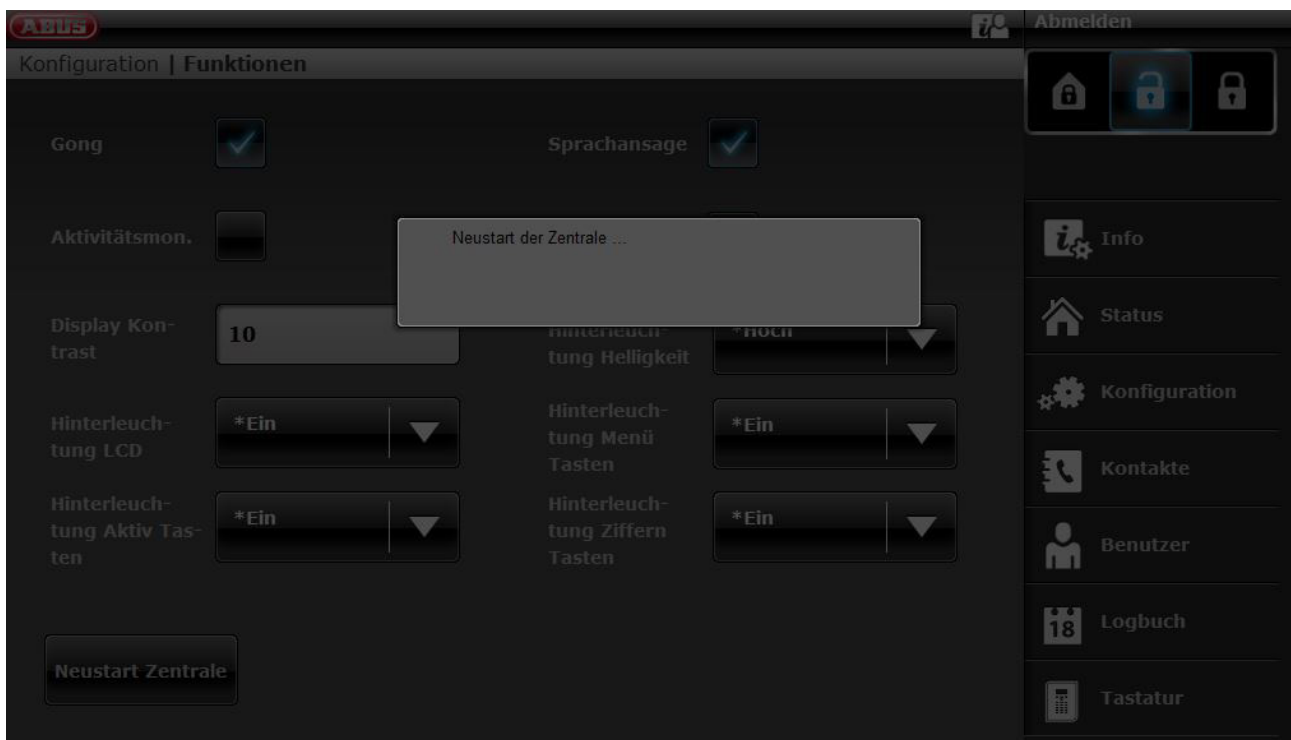 ABUS
Abmelden
Konfiguration | Funktionen
Gong
Sprachansage
Aktivitätsmon.
Neustart der Zentrale ...
Display Kon-
trast
10
Hinterleuch-
tung Helligkeit
*Hoch
Hinterleuch-
tung LCD
*Ein
Hinterleuch-
tung Menü
Tasten
*Ein
Hinterleuch-
tung Aktiv Tas-
ten
*Ein
Hinterleuch-
tung Ziffern
Tasten
*Ein
Neustart Zentrale
Info
Status
Konfiguration
Kontakte
Benutzer
18
Logbuch
Tastatur